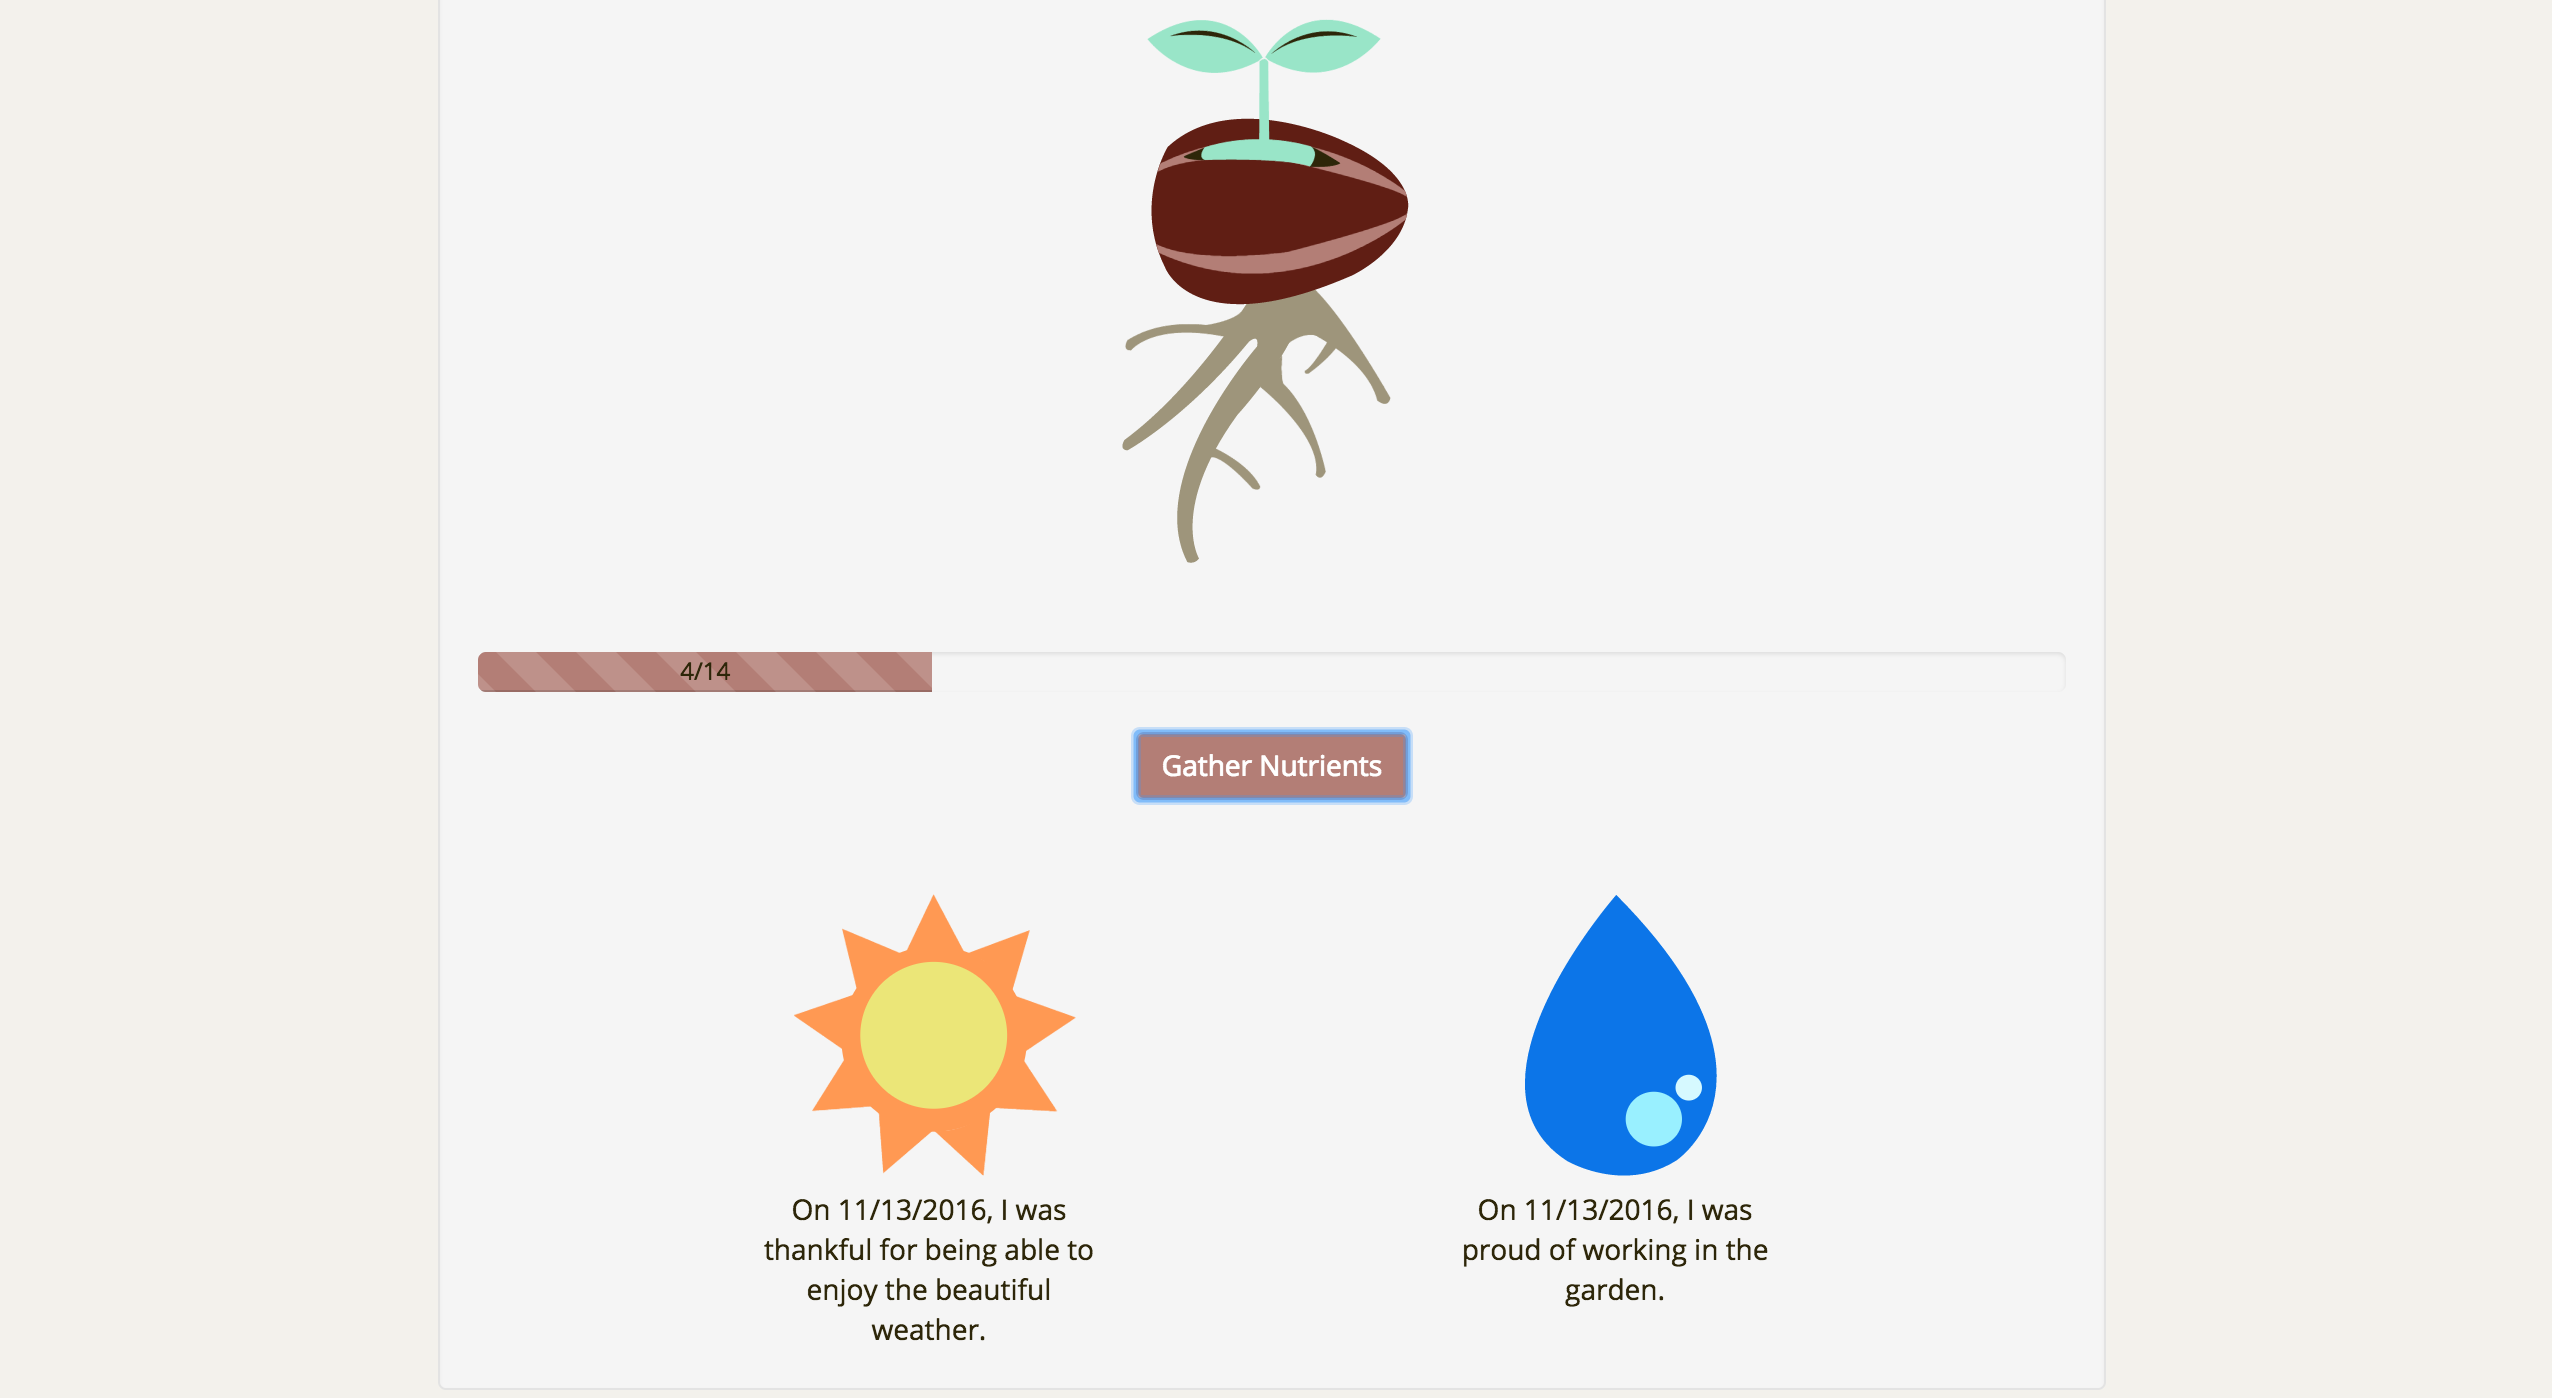 4/14
Gather Nutrients
On 11/13/2016, I was
thankful for being able to
enjoy the beautiful
weather.
On 11/13/2016, I was
proud of working in the
garden.